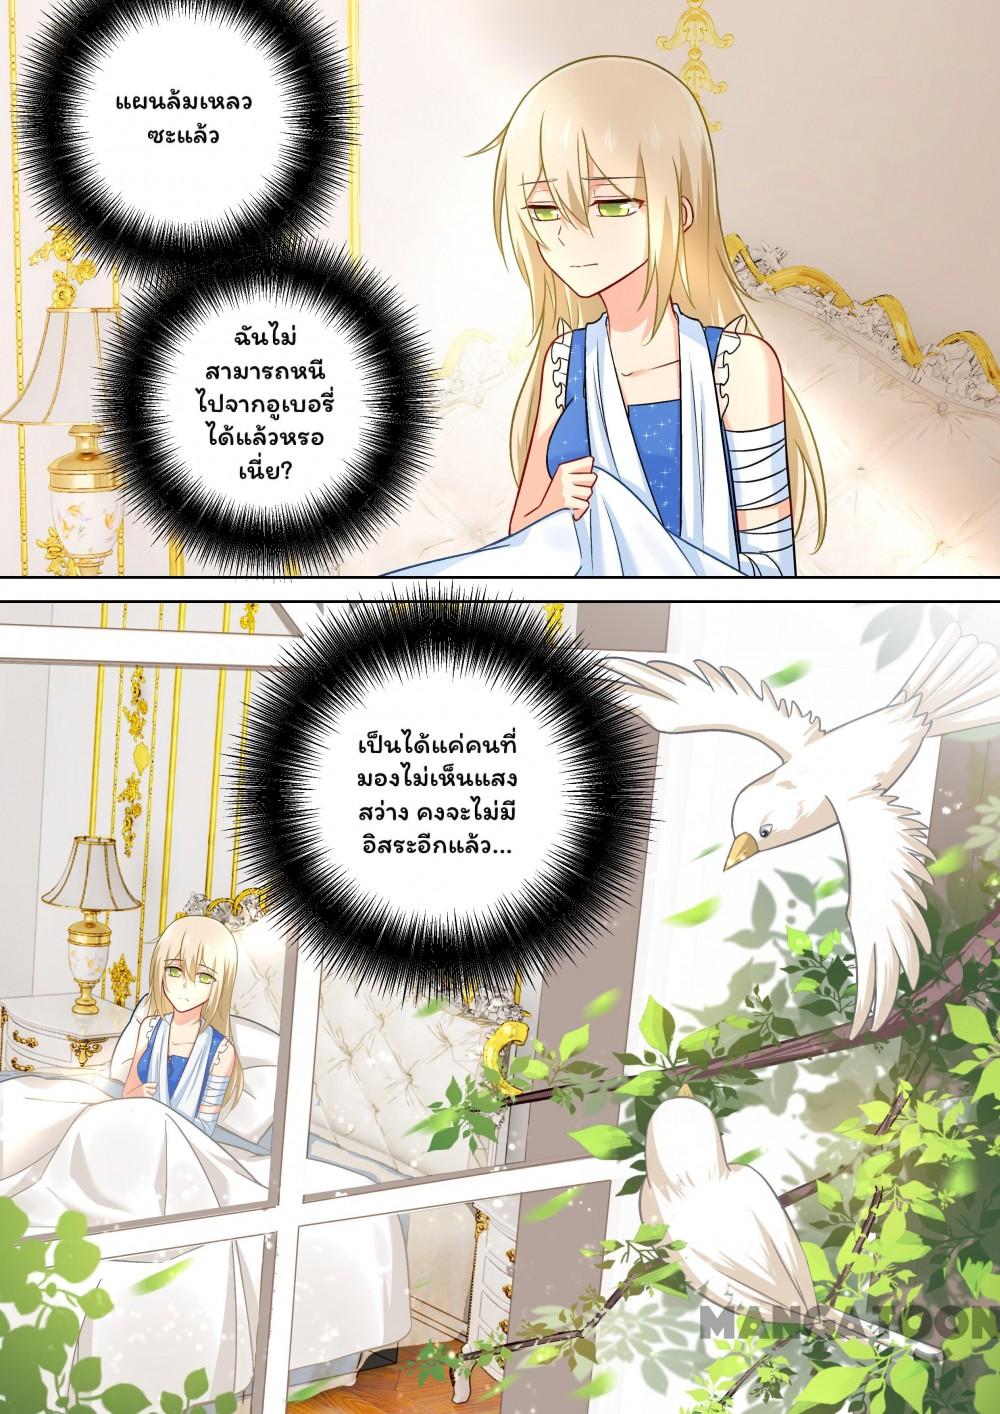 แผนล้มเหลว
ซะแล้ว
ฉันไม่
สามารถหนี
ไปจากอูเบอรี่
ได้แล้วหรอ
เนี่ย?
เป็นได้แค่คนที่
มองไม่เห็นแสง
สว่าง คงจะไม่มี
อิสระอีกแล้ว...
MANGATOON